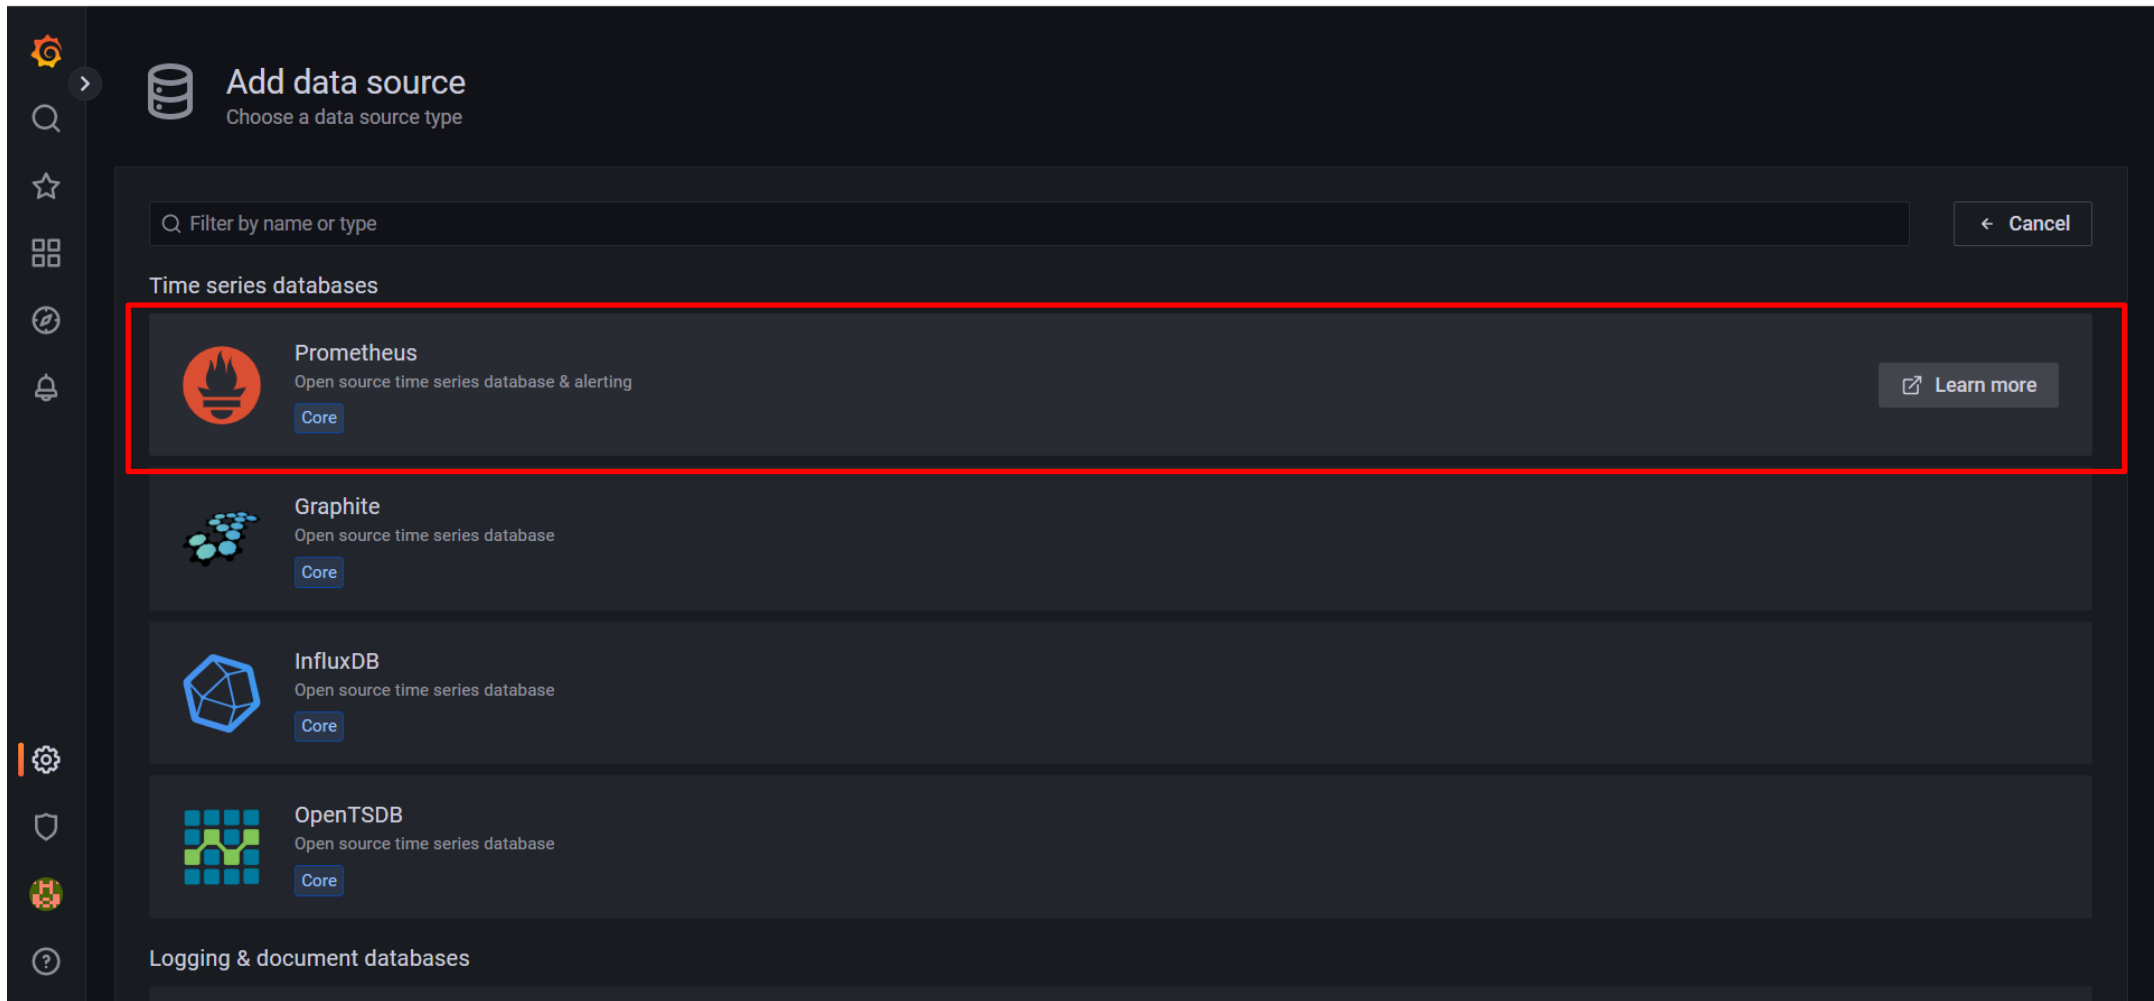 Add data source
Choose a data source type
Filter by name or type
Cancel
Time series databases
Prometheus
Open source time series database & alerting
Core
Learn more
Graphite
Open source time series database
Core
InfluxDB
Open source time series database
Core
OpenTSDB
Open source time series database
Core
Logging & document databases